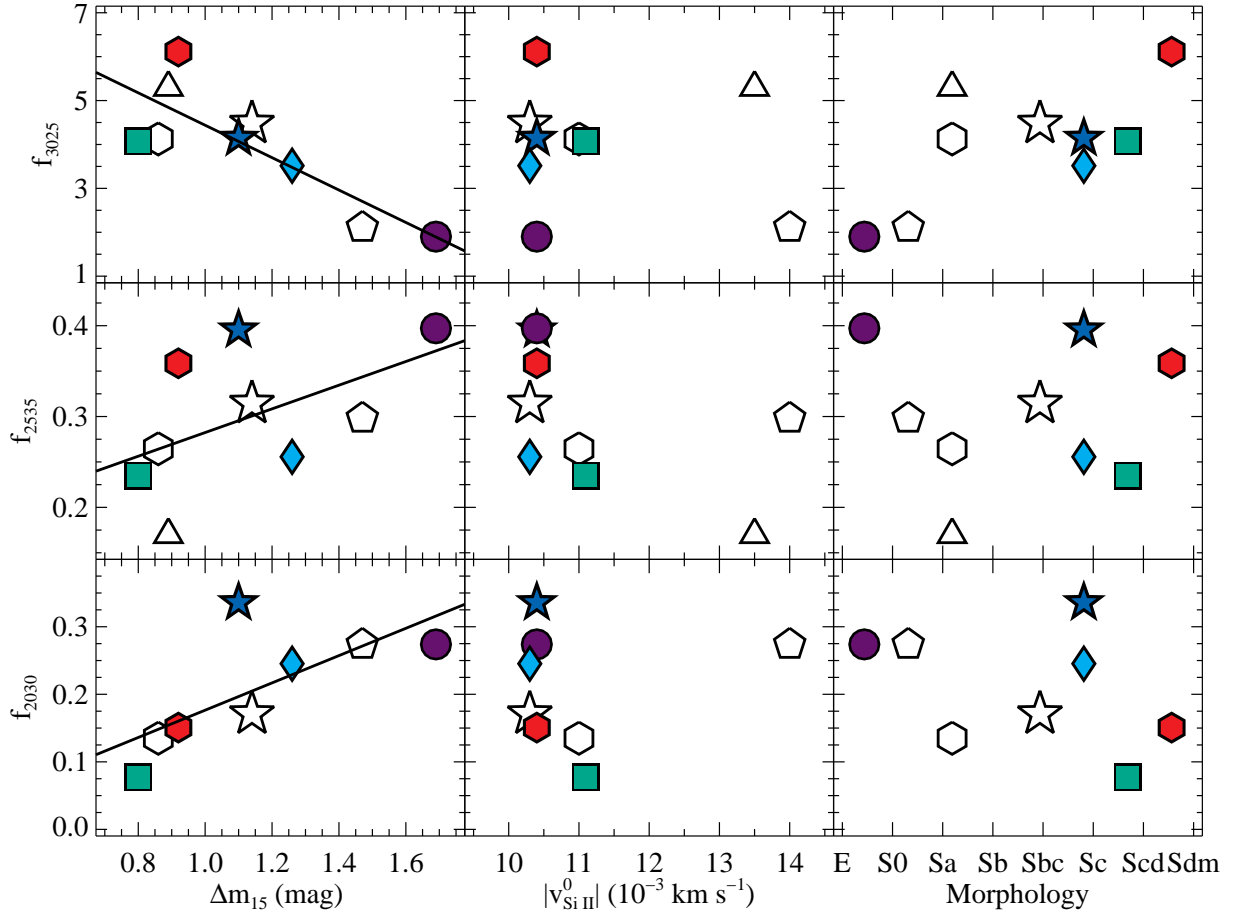 7
5
3
1
f3025
0.4
0.3
0.2
f2535
0.3
0.2
0.1
0.0
f2030
0.8 1.0 1.2 1.4 1.6
10 11 12 13 14
E S0 Sa Sb Sbc Sc Scd Sdm
Δm15 (mag)
|v0Si II| (10−3 km s−1)
Morphology